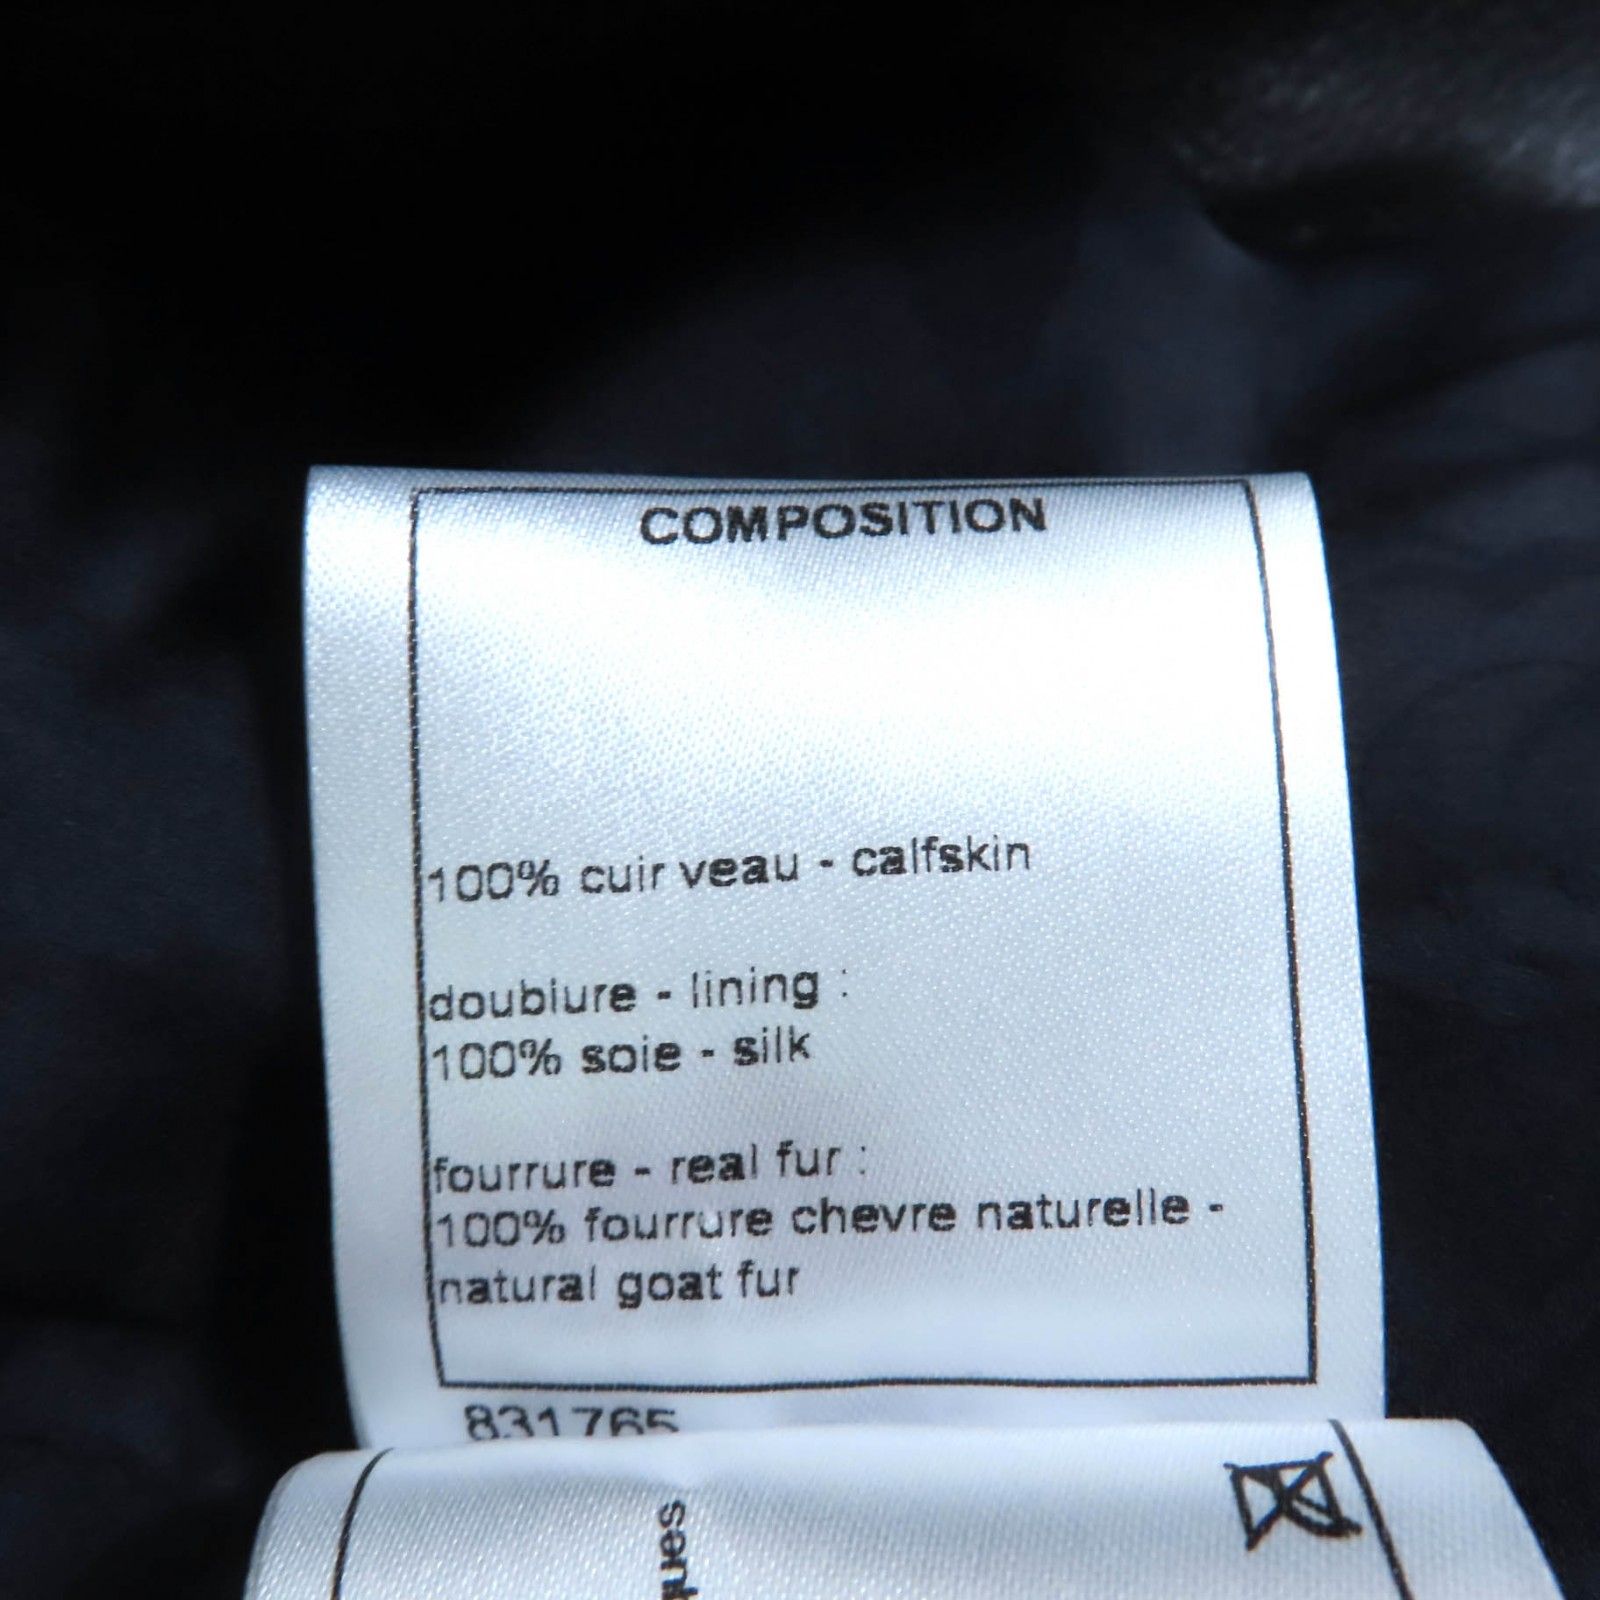 COMPOSITION
100% cuir veau - calfskin
doublure - lining :
100% soie - silk
fourrure - real fur :
100% fourrure chevre naturelle -
natural goat fur
831765